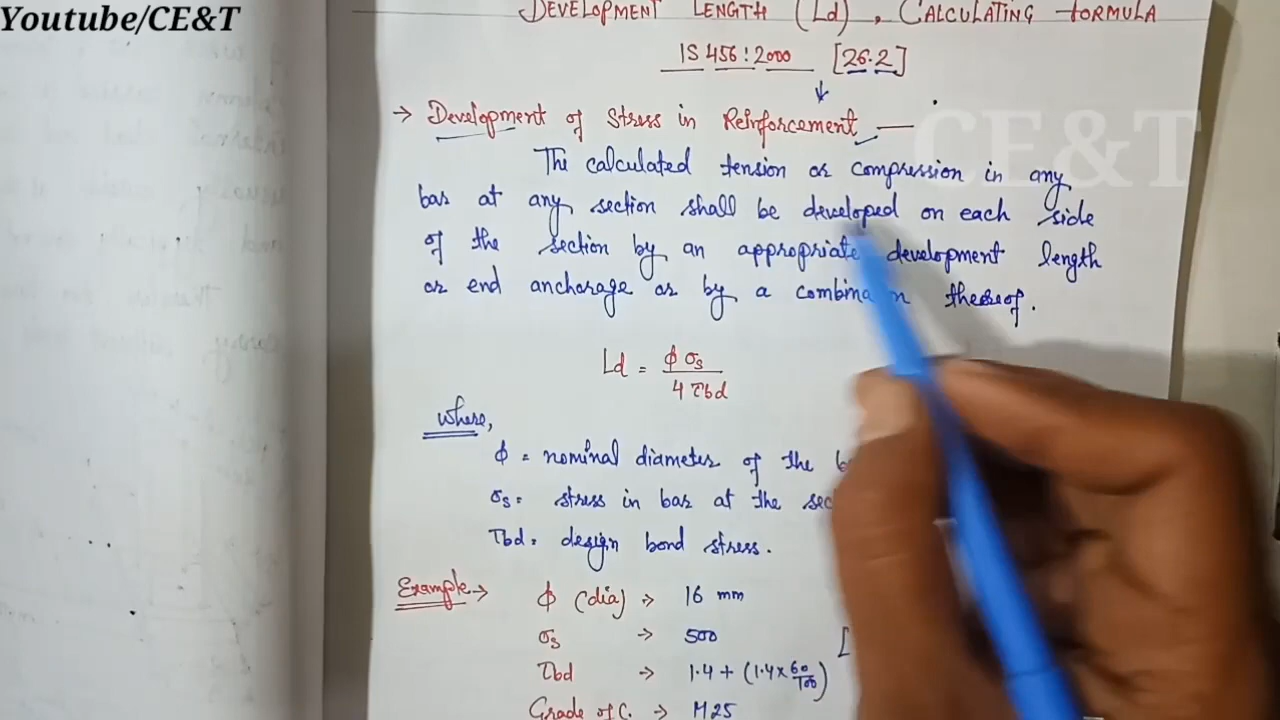 Youtube/CE&T
DEVELOPMENT LENGTH (Ld), CALCULATING FORMULA
IS 456:2000 [26.2]
CE&T
→ Development of Stress in Reinforcement —
The calculated tension or compression in any
bar at any section shall be developed on each side
of the section by an appropriate development length
or end anchorage or by a combina n thereof.
Ld = ϕ σs / 4 τbd
where,
ϕ = nominal diameter of the b
σs = stress in bar at the sec
τbd = design bond stress.
Example → ϕ (dia) → 16 mm
σs → 500
τbd → 1.4 + (1.4 × 60/100) [
Grade of C. → M25